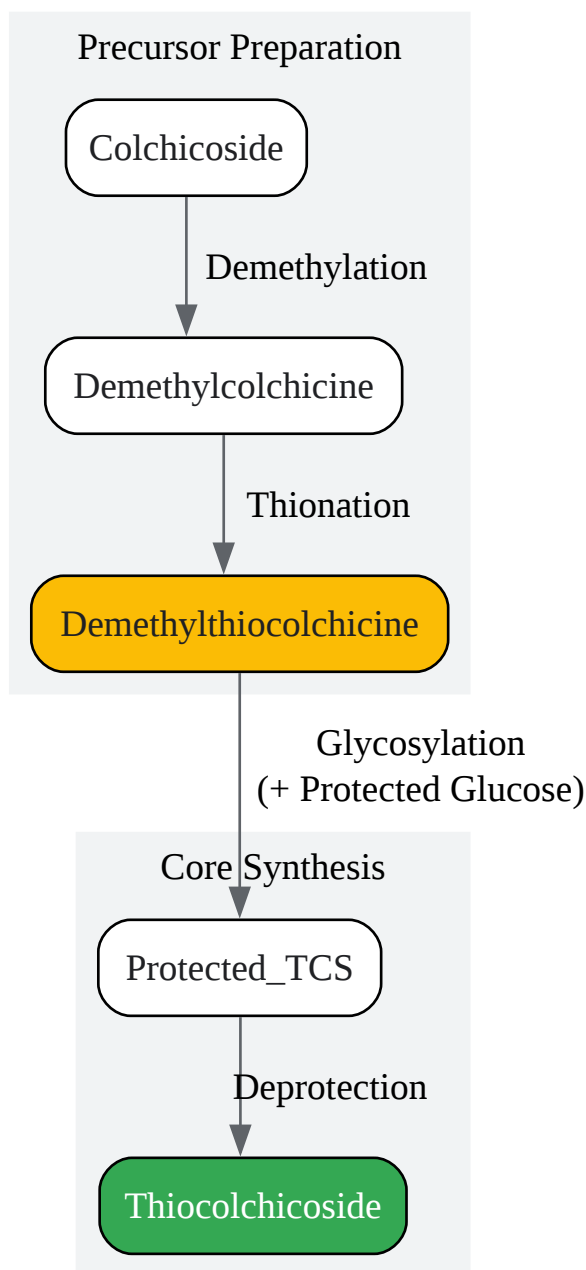 Precursor Preparation
Colchicoside
Demethylation
Demethylcolchicine
Thionation
Demethylthiocolchicine
Glycosylation
(+ Protected Glucose)
Core Synthesis
Protected_TCS
Deprotection
Thiocolchicoside